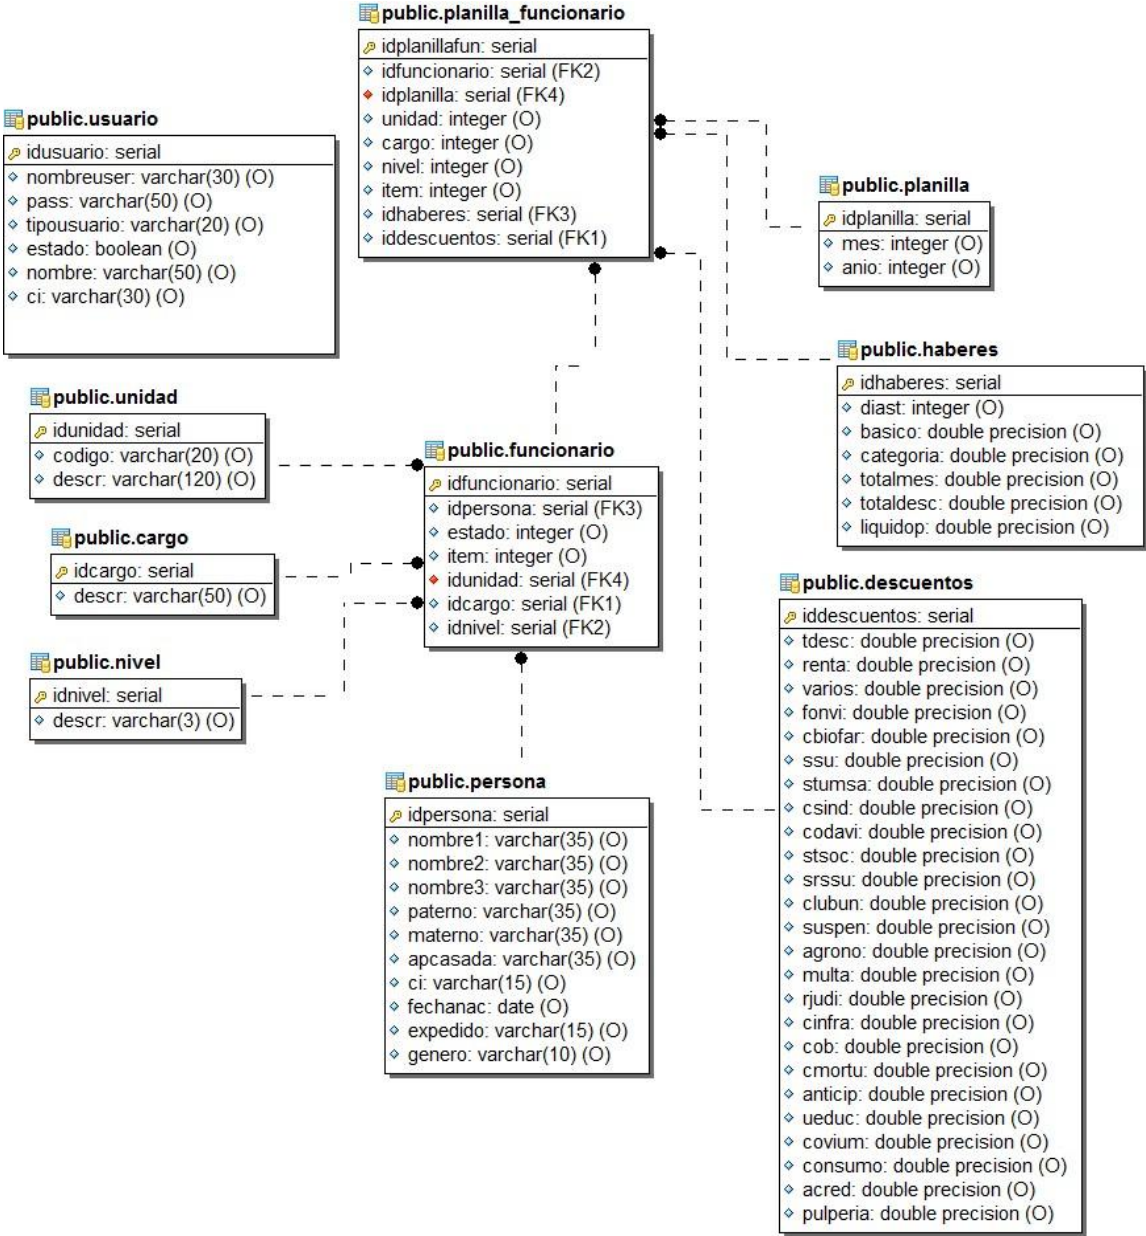 public.planilla_funcionario
idplanillafun: serial
idfuncionario: serial (FK2)
idplanilla: serial (FK4)
unidad: integer (O)
cargo: integer (O)
nivel: integer (O)
item: integer (O)
idhaberes: serial (FK3)
iddescuentos: serial (FK1)
public.usuario
idusuario: serial
nombreuser: varchar(30) (O)
pass: varchar(50) (O)
tipousuario: varchar(20) (O)
estado: boolean (O)
nombre: varchar(50) (O)
ci: varchar(30) (O)
public.planilla
idplanilla: serial
mes: integer (O)
anio: integer (O)
public.haberes
idhaberes: serial
diast: integer (O)
basico: double precision (O)
categoria: double precision (O)
totalmes: double precision (O)
totaldesc: double precision (O)
liquidop: double precision (O)
public.unidad
idunidad: serial
codigo: varchar(20) (O)
descr: varchar(120) (O)
public.funcionario
idfuncionario: serial
idpersona: serial (FK3)
estado: integer (O)
item: integer (O)
idunidad: serial (FK4)
idcargo: serial (FK1)
idnivel: serial (FK2)
public.cargo
idcargo: serial
descr: varchar(50) (O)
public.nivel
idnivel: serial
descr: varchar(3) (O)
public.persona
idpersona: serial
nombre1: varchar(35) (O)
nombre2: varchar(35) (O)
nombre3: varchar(35) (O)
paterno: varchar(35) (O)
materno: varchar(35) (O)
apcasada: varchar(35) (O)
ci: varchar(15) (O)
fechanac: date (O)
expedido: varchar(15) (O)
genero: varchar(10) (O)
public.descuentos
iddescuentos: serial
tdesc: double precision (O)
renta: double precision (O)
varios: double precision (O)
fonvi: double precision (O)
cbiofar: double precision (O)
ssu: double precision (O)
stumsa: double precision (O)
csind: double precision (O)
codavi: double precision (O)
stsoc: double precision (O)
srssu: double precision (O)
clubun: double precision (O)
suspen: double precision (O)
agrono: double precision (O)
multa: double precision (O)
rjudi: double precision (O)
cinfra: double precision (O)
cob: double precision (O)
cmortu: double precision (O)
anticip: double precision (O)
ueduc: double precision (O)
covium: double precision (O)
consumo: double precision (O)
acred: double precision (O)
pulperia: double precision (O)